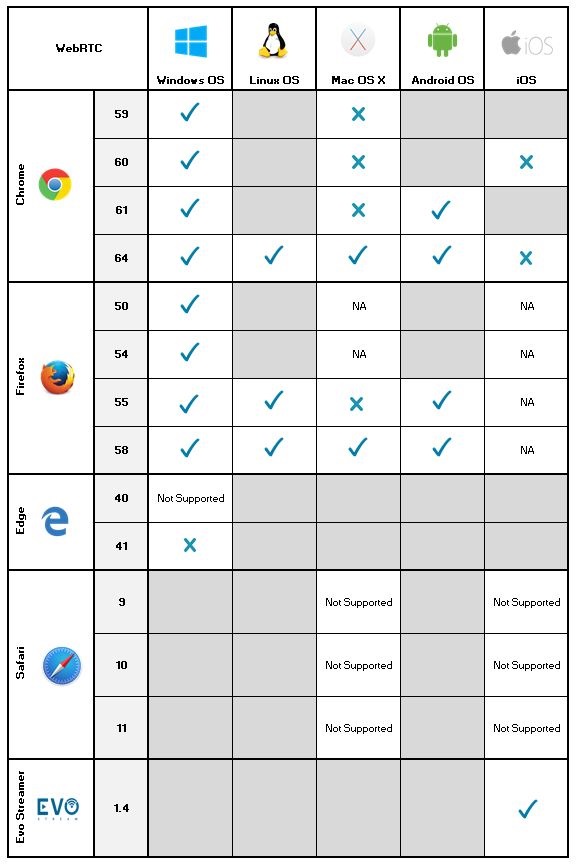 WebRTC
Windows OS Linux OS Mac OS X Android OS iOS
iOS
Chrome
59
60
61
64
Firefox
50 NA NA
54 NA NA
55 NA
58 NA
Edge
40 Not Supported
41
Safari
9 Not Supported Not Supported
10 Not Supported Not Supported
11 Not Supported Not Supported
Evo Streamer
EVO
STREAM
1.4